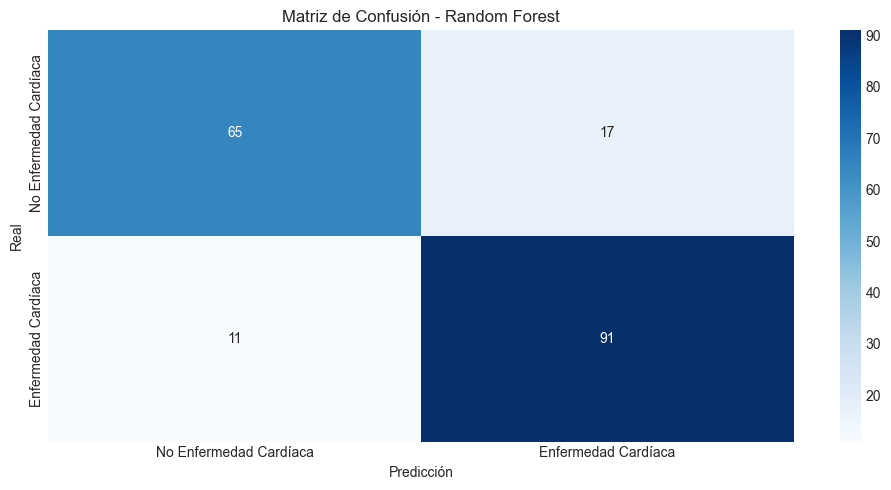 Matriz de Confusión - Random Forest
Real
No Enfermedad Cardíaca
Enfermedad Cardíaca
65
17
11
91
No Enfermedad Cardíaca
Enfermedad Cardíaca
Predicción
90
80
70
60
50
40
30
20